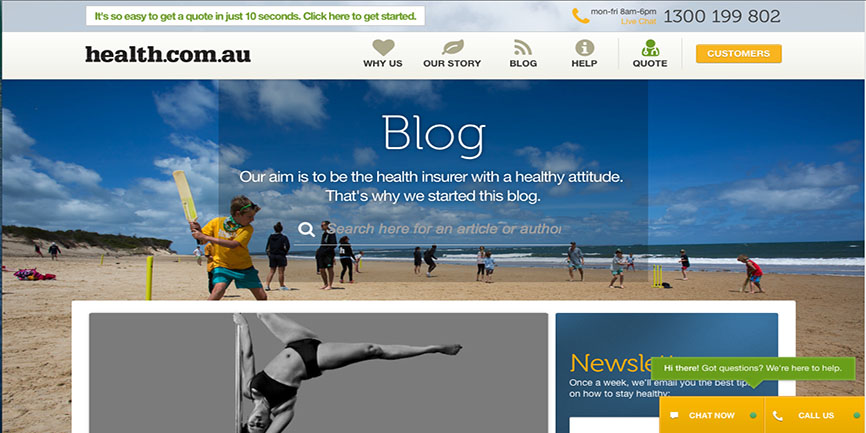 It's so easy to get a quote in just 10 seconds. Click here to get started.
mon-fri 8am-6pm
Live Chat
1300 199 802
health.com.au
WHY US
OUR STORY
BLOG
HELP
QUOTE
CUSTOMERS
Blog
Our aim is to be the health insurer with a healthy attitude.
That's why we started this blog.
Search here for an article or author
Once a week, we'll email you the best tips
on how to stay healthy:
Hi there! Got questions? We're here to help.
CHAT NOW
CALL US